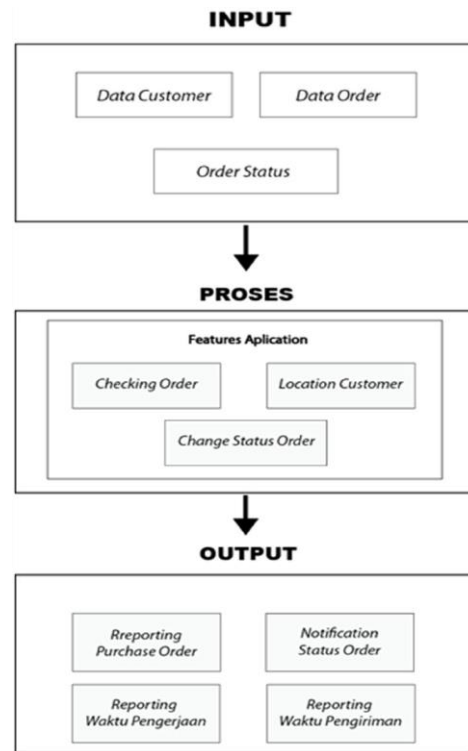 INPUT
Data Customer
Data Order
Order Status
PROSES
Features Aplication
Checking Order
Location Customer
Change Status Order
OUTPUT
Rreporting
Purchase Order
Notification
Status Order
Reporting
Waktu Pengerjaan
Reporting
Waktu Pengiriman